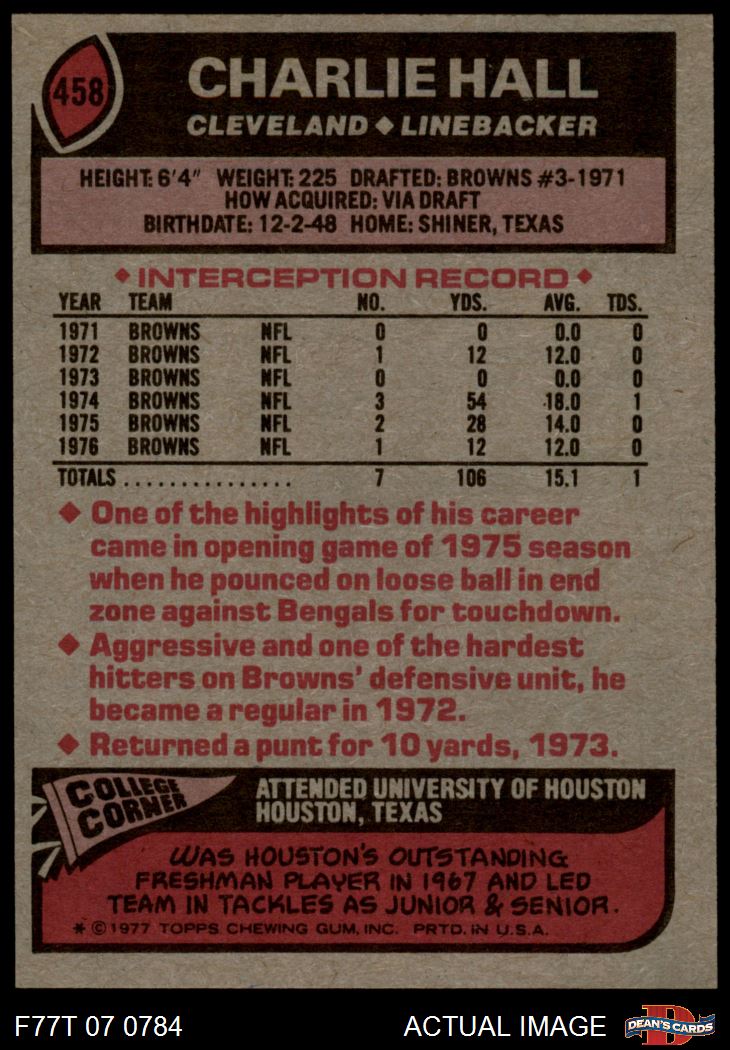 458
CHARLIE HALL
CLEVELAND ◆ LINEBACKER
HEIGHT: 6'4" WEIGHT: 225 DRAFTED: BROWNS #3-1971
HOW ACQUIRED: VIA DRAFT
BIRTHDATE: 12-2-48 HOME: SHINER, TEXAS
◆ INTERCEPTION RECORD ◆
YEAR TEAM NO. YDS. AVG. TDS.
1971 BROWNS NFL 0 0 0.0 0
1972 BROWNS NFL 1 12 12.0 0
1973 BROWNS NFL 0 0 0.0 0
1974 BROWNS NFL 3 54 18.0 1
1975 BROWNS NFL 2 28 14.0 0
1976 BROWNS NFL 1 12 12.0 0
TOTALS ............... 7 106 15.1 1
◆ One of the highlights of his career
came in opening game of 1975 season
when he pounced on loose ball in end
zone against Bengals for touchdown.
◆ Aggressive and one of the hardest
hitters on Browns' defensive unit, he
became a regular in 1972.
◆ Returned a punt for 10 yards, 1973.
COLLEGE
CORNER
ATTENDED UNIVERSITY OF HOUSTON
HOUSTON, TEXAS
WAS HOUSTON'S OUTSTANDING
FRESHMAN PLAYER IN 1967 AND LED
TEAM IN TACKLES AS JUNIOR & SENIOR.
* © 1977 TOPPS CHEWING GUM, INC. PRTD. IN U.S.A.
F77T 07 0784
ACTUAL IMAGE
D
DEAN'S CARDS